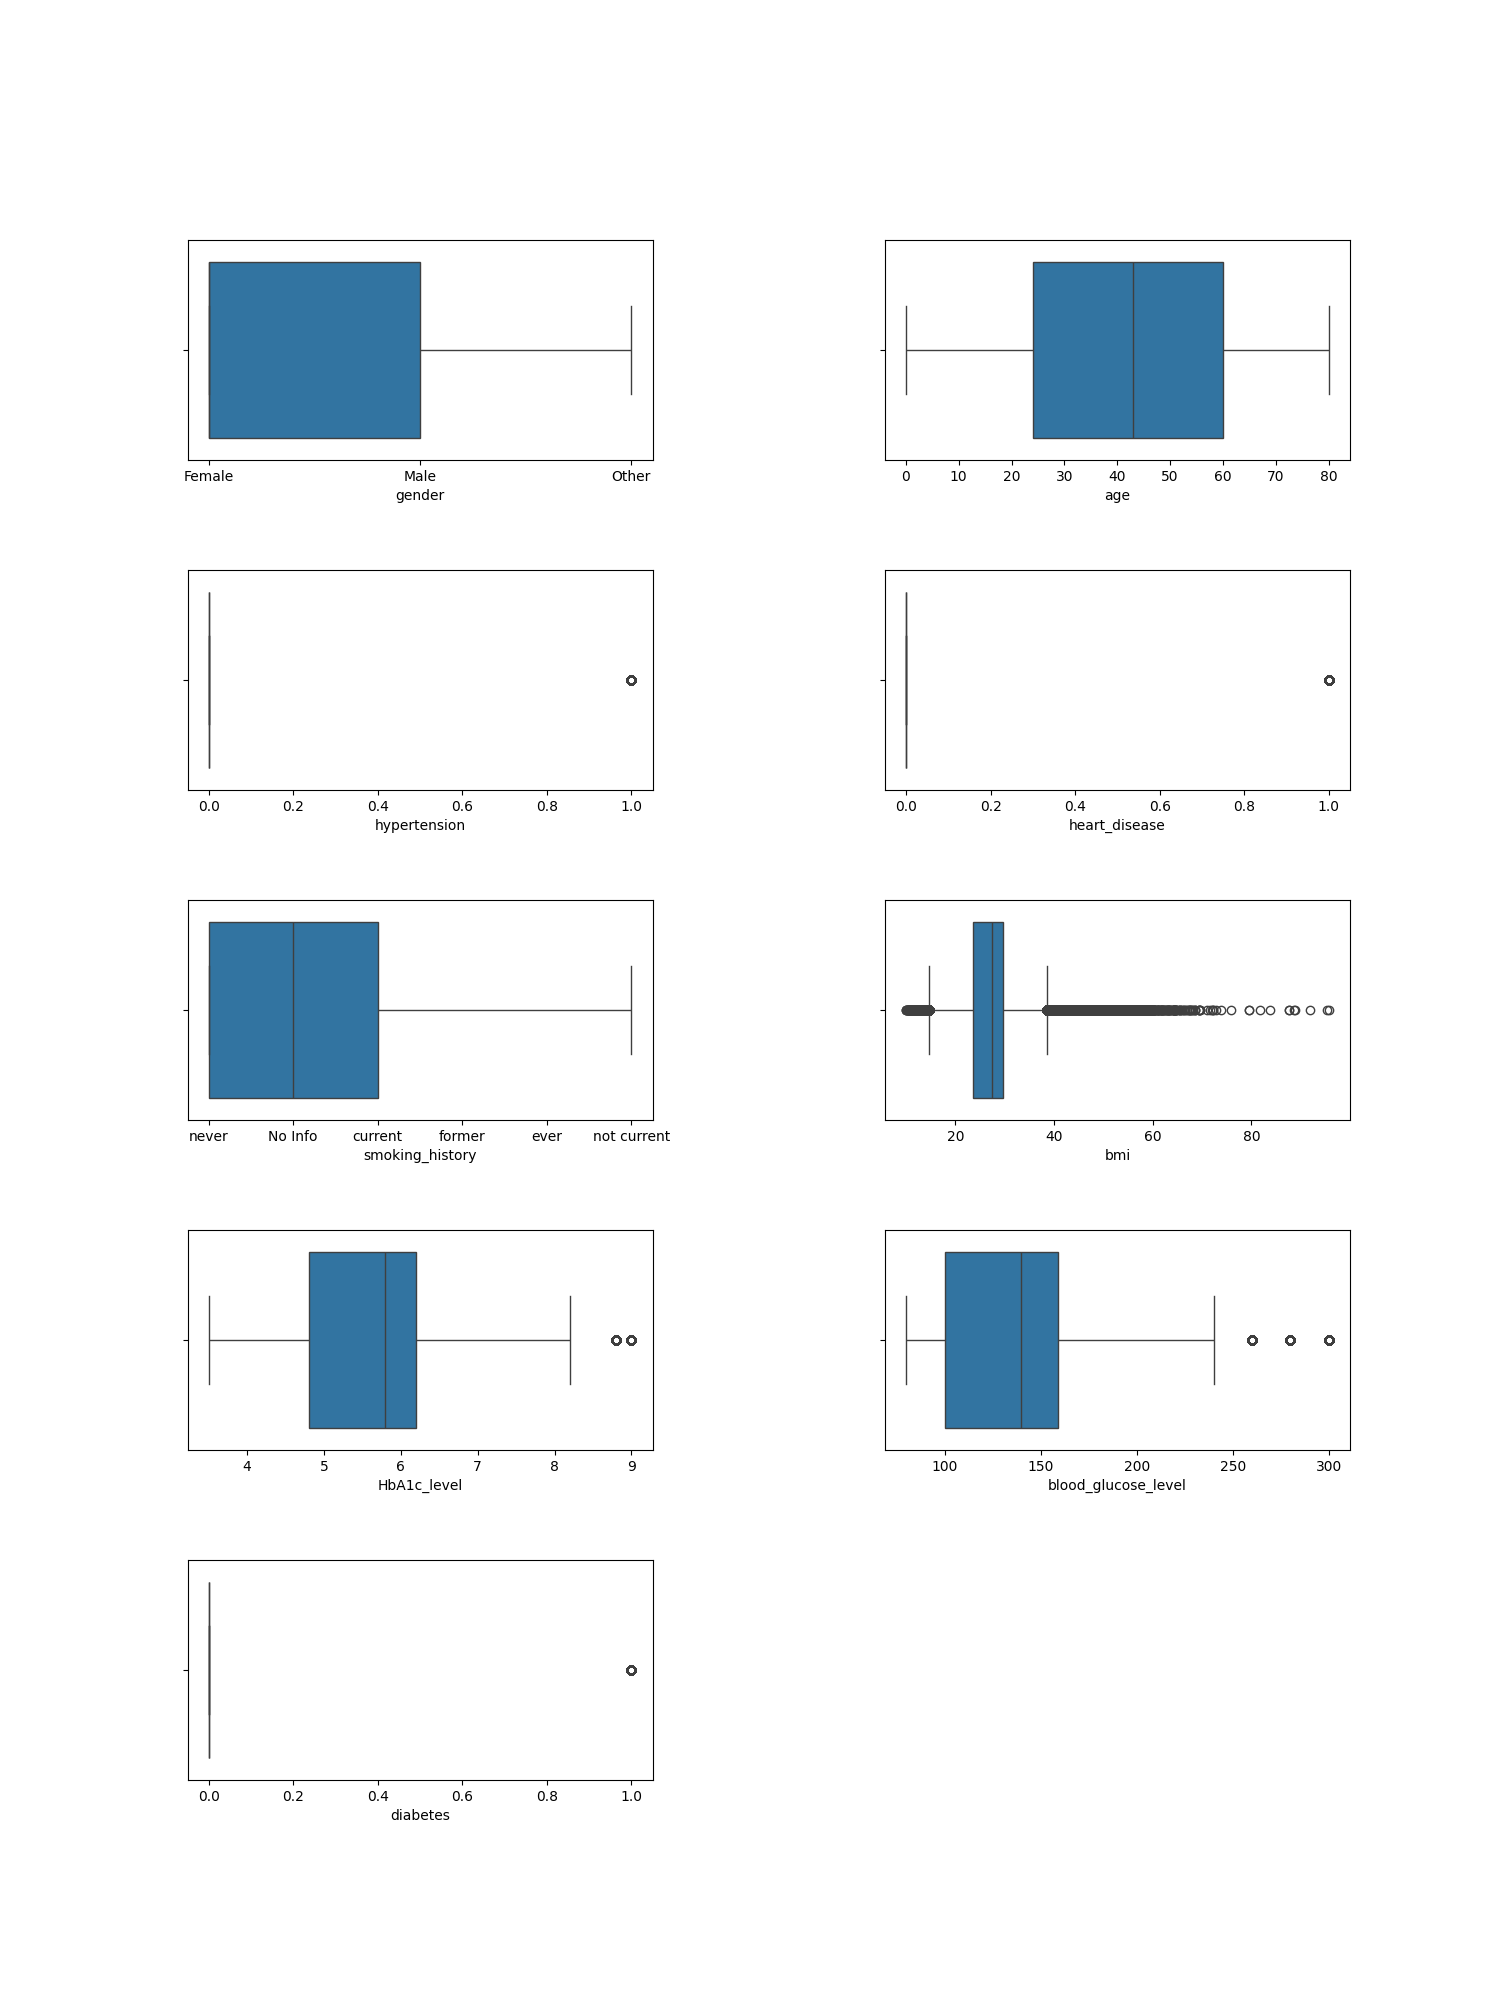 Female Male Other
gender
0 10 20 30 40 50 60 70 80
age
0.0 0.2 0.4 0.6 0.8 1.0
hypertension
0.0 0.2 0.4 0.6 0.8 1.0
heart_disease
never No Info current former ever not current
smoking_history
20 40 60 80
bmi
4 5 6 7 8 9
HbA1c_level
100 150 200 250 300
blood_glucose_level
0.0 0.2 0.4 0.6 0.8 1.0
diabetes